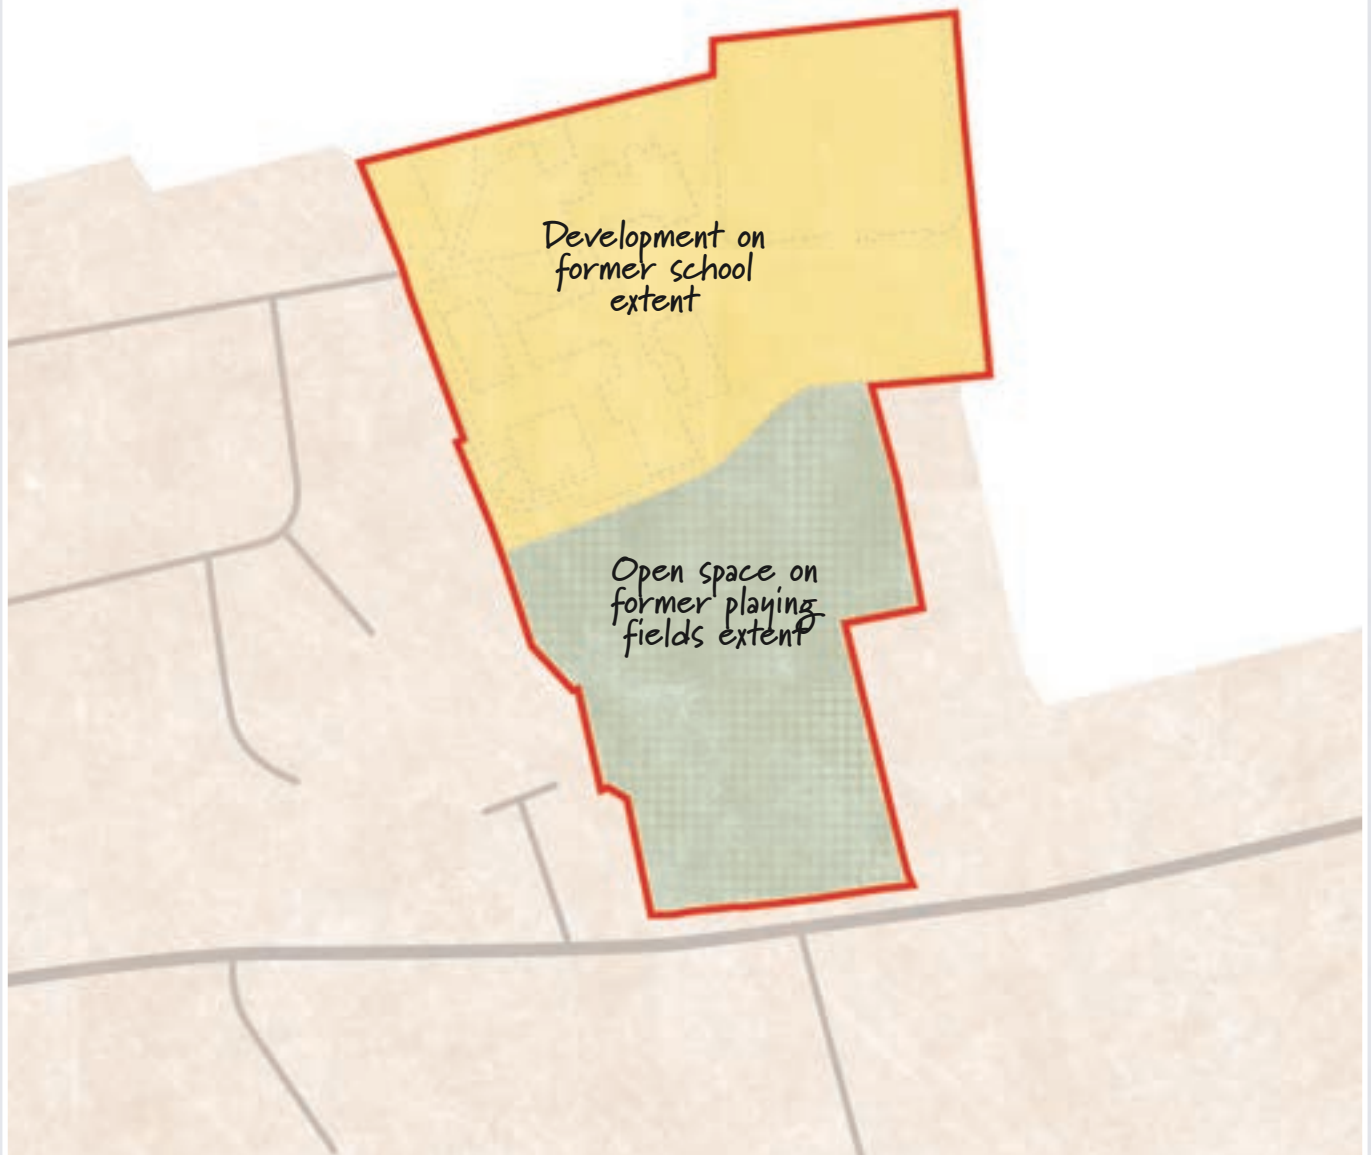 Development on
former school
extent
Open space on
former playing
fields extent